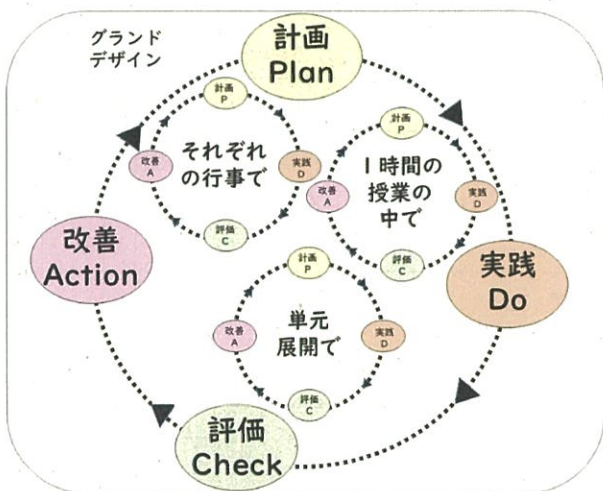 グランド
デザイン
計画
Plan
計画
P
それぞれ
の行事で
改善
A
実践
D
評価
C
計画
P
1時間の
授業の
中で
改善
A
実践
D
評価
C
改善
Action
実践
Do
計画
P
単元
展開で
改善
A
実践
D
評価
C
評価
Check